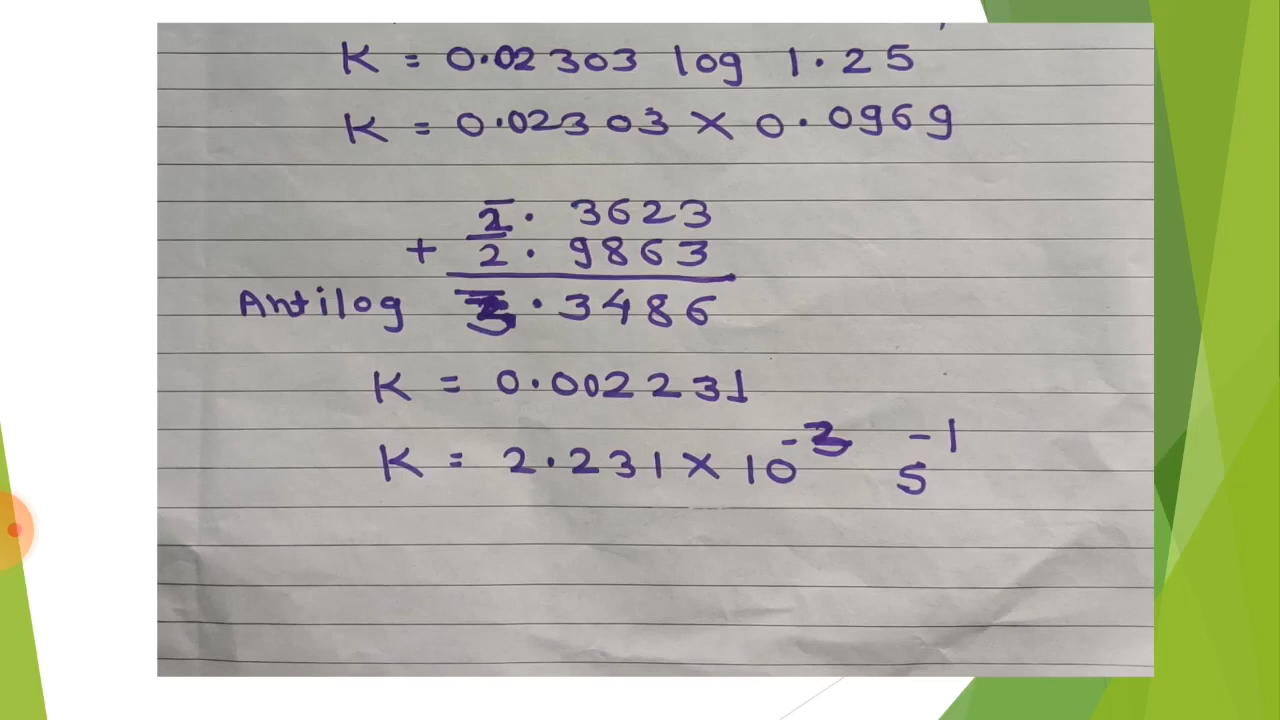 K = 0.02303 log 1.25
K = 0.02303 × 0.0969
2̅. 3623
+ 2̅. 9863
Antilog 3̅. 3486
K = 0.002231
K = 2.231 × 10⁻³ s⁻¹